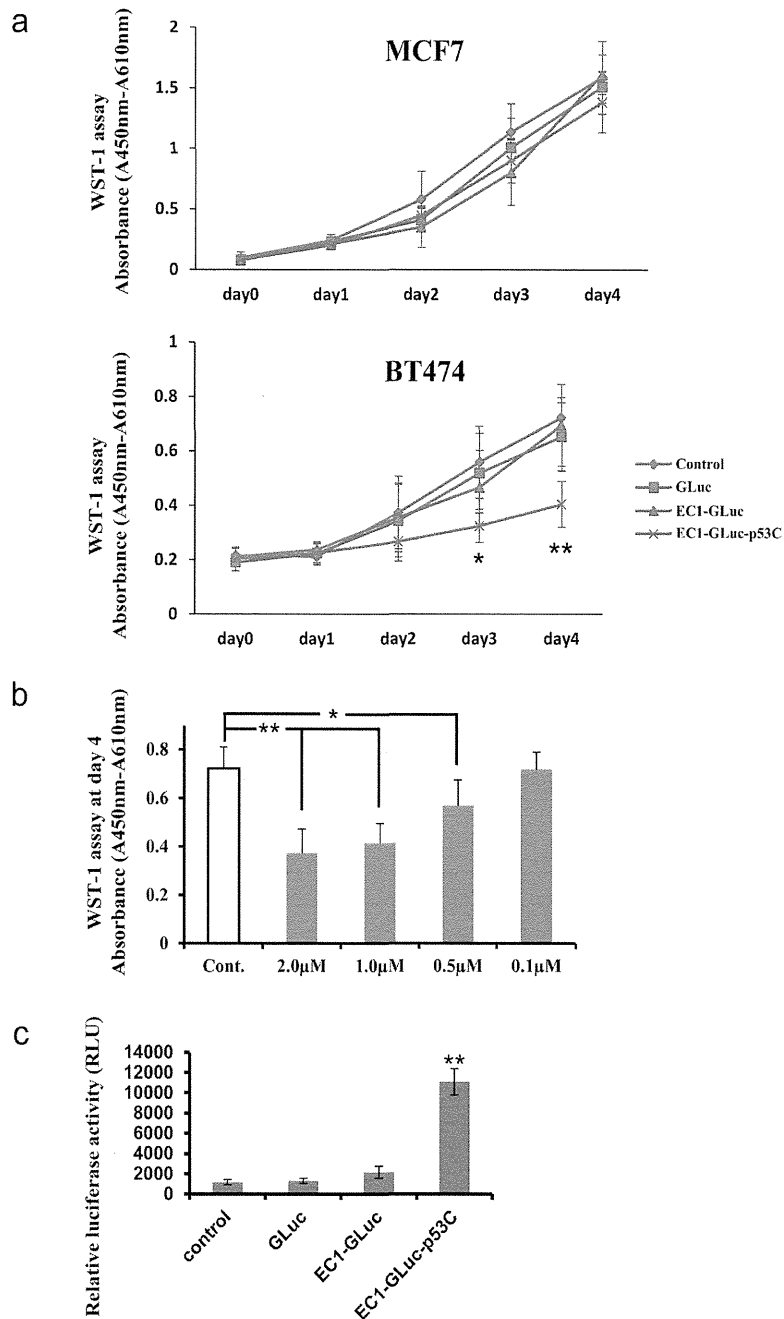 a
MCF7
WST-1 assay
Absorbance (A450nm-A610nm)
2
1.5
1
0.5
0
day0 day1 day2 day3 day4
BT474
WST-1 assay
Absorbance (A450nm-A610nm)
1
0.8
0.6
0.4
0.2
0
* **
day0 day1 day2 day3 day4
Control
GLuc
EC1-GLuc
EC1-GLuc-p53C
b
WST-1 assay at day 4
Absorbance (A450nm-A610nm)
* 
**
0.8
0.6
0.4
0.2
0
Cont. 2.0µM 1.0µM 0.5µM 0.1µM
c
Relative luciferase activity (RLU)
14000
12000
10000
8000
6000
4000
2000
0
**
control GLuc EC1-GLuc EC1-GLuc-p53C